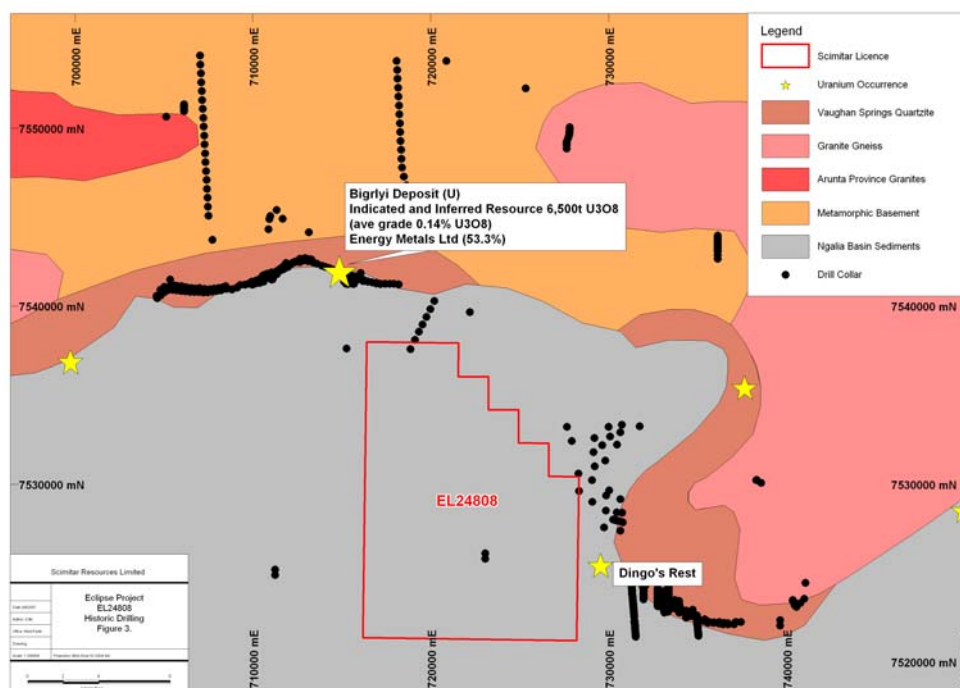 700000 mE
710000 mE
720000 mE
730000 mE
7550000 mN
7540000 mN
7530000 mN
Legend
Scimitar Licence
Uranium Occurrence
Vaughan Springs Quartzite
Granite Gneiss
Arunta Province Granites
Metamorphic Basement
Ngalia Basin Sediments
Drill Collar
Bigrlyi Deposit (U)
Indicated and Inferred Resource 6,500t U3O8
(ave grade 0.14% U3O8)
Energy Metals Ltd (53.3%)
7540000 mN
7530000 mN
7520000 mN
EL24808
Dingo's Rest
Scimitar Resources Limited
Eclipse Project
EL24808
Historic Drilling
Figure 3.
710000 mE
720000 mE
730000 mE
740000 mE